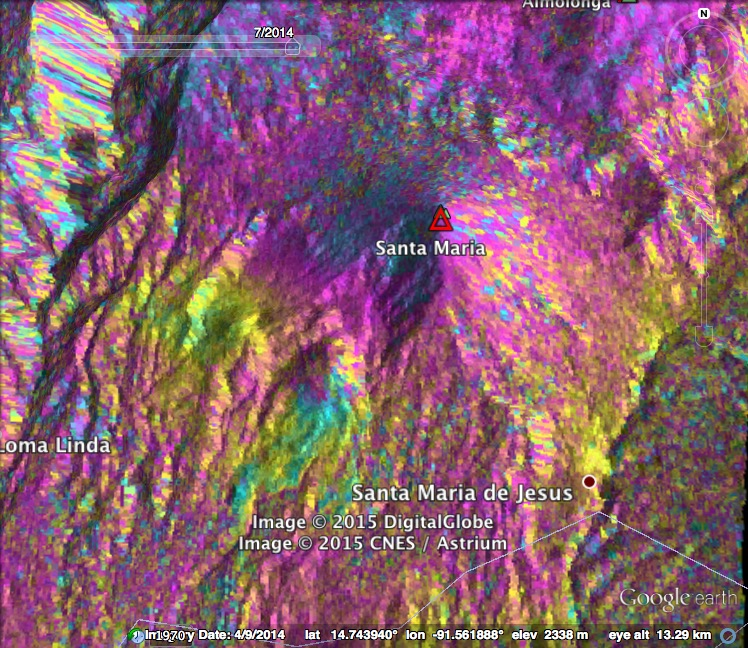 Almolonga
7/2014
N
Santa Maria
Loma Linda
Santa Maria de Jesus
Image © 2015 DigitalGlobe
Image © 2015 CNES / Astrium
Google earth
1970
Date: 4/9/2014 lat 14.743940° lon -91.561888° elev 2338 m eye alt 13.29 km